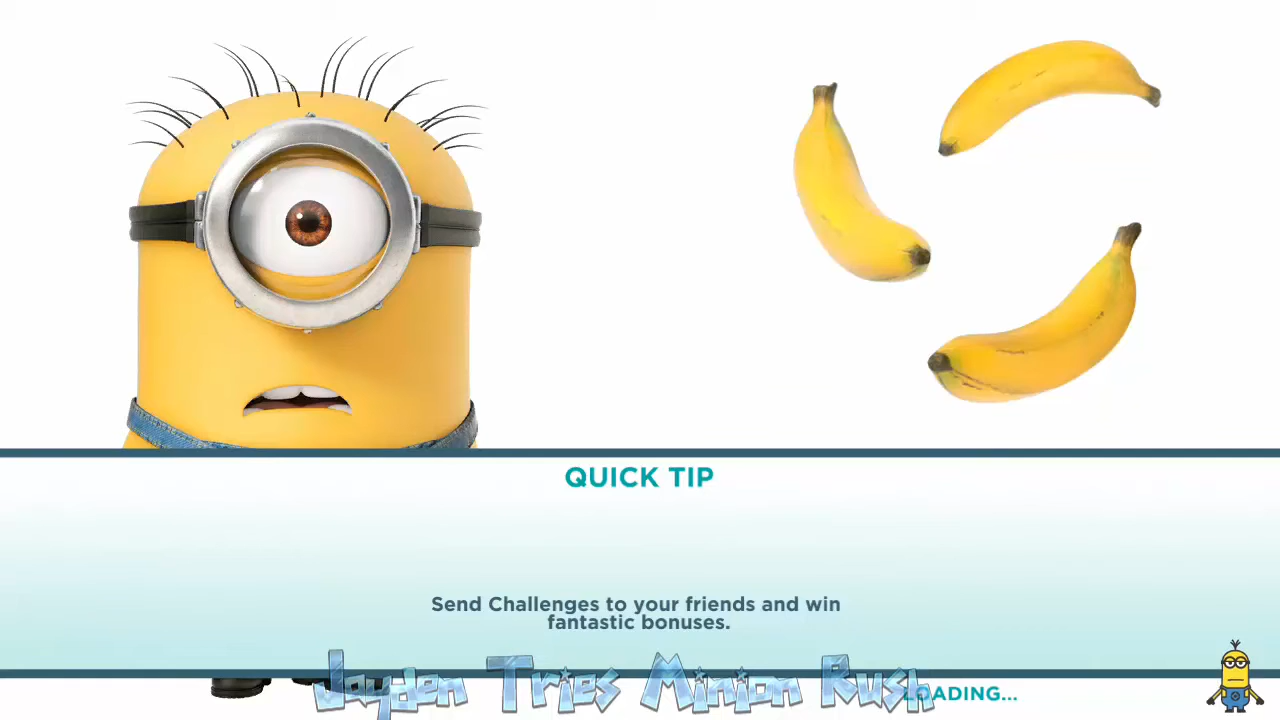 QUICK TIP
Send Challenges to your friends and win
fantastic bonuses.
Jayden Tries Minion Rush
LOADING...